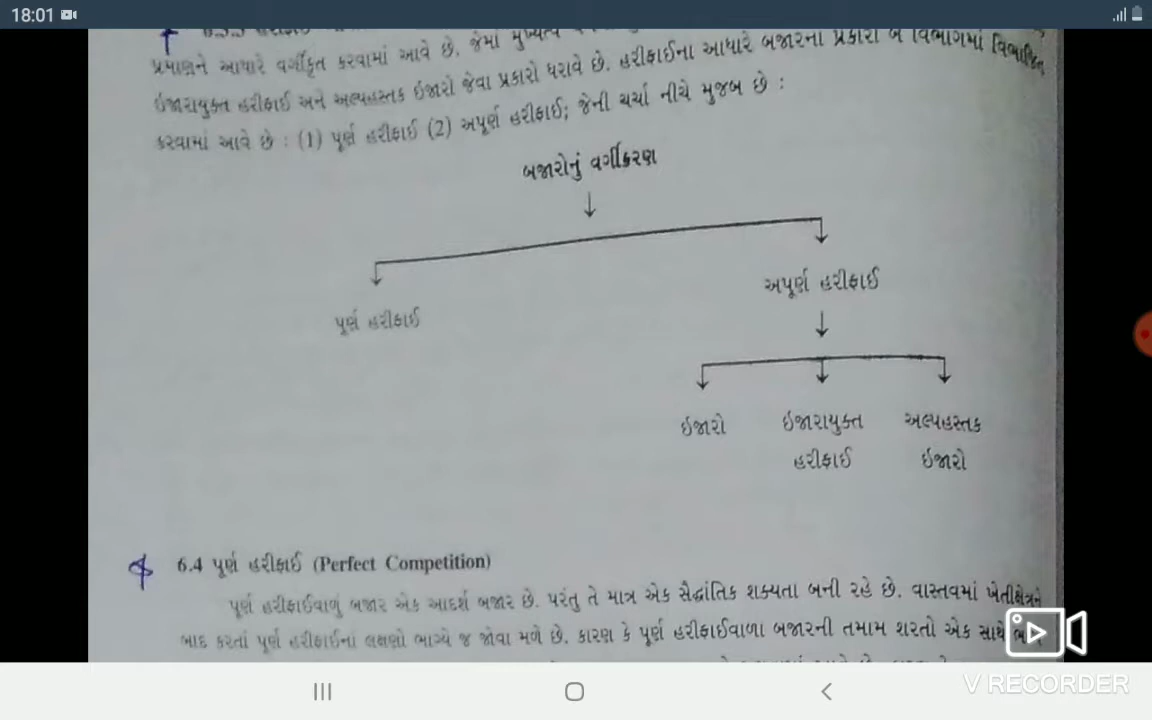 18:01
6.3.3 હરીફાઈ
પ્રમાણને આધારે વર્ગીકૃત કરવામાં આવે છે. જેમાં મુખ્યત્વે
ઇજારાયુક્ત હરીફાઈ અને અલ્પહસ્તક ઇજારો જેવા પ્રકારો ધરાવે છે. હરીફાઈના આધારે બજારના પ્રકારો બે વિભાગમાં વિભાજિત
કરવામાં આવે છે : (1) પૂર્ણ હરીફાઈ (2) અપૂર્ણ હરીફાઈ; જેની ચર્ચા નીચે મુજબ છે :
બજારોનું વર્ગીકરણ
અપૂર્ણ હરીફાઈ
પૂર્ણ હરીફાઈ
ઇજારો ઇજારાયુક્ત અલ્પહસ્તક
હરીફાઈ ઇજારો
6.4 પૂર્ણ હરીફાઈ (Perfect Competition)
પૂર્ણ હરીફાઈવાળું બજાર એક આદર્શ બજાર છે. પરંતુ તે માત્ર એક સૈદ્ધાંતિક શક્યતા બની રહે છે. વાસ્તવમાં ખેતીક્ષેત્રને
બાદ કરતાં પૂર્ણ હરીફાઈનાં લક્ષણો ભાગ્યે જ જોવા મળે છે. કારણ કે પૂર્ણ હરીફાઈવાળા બજારની તમામ શરતો એક સાથે
V RECORDER